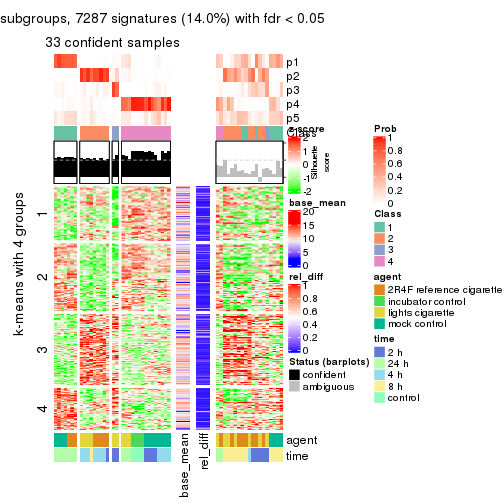 subgroups, 7287 signatures (14.0%) with fdr < 0.05
33 confident samples
p1
p2
p3
p4
p5
Class
z-score
2
1
0
-1
-2
Silhouette score
k-means with 4 groups
1
2
3
4
base_mean
20
15
10
5
0
rel_diff
1
0.8
0.6
0.4
0.2
0
Status (barplots)
confident
ambiguous
agent
time
base_mean
rel_diff
Prob
1
0.8
0.6
0.4
0.2
0
Class
1
2
3
4
agent
2R4F reference cigarette
incubator control
lights cigarette
mock control
time
2 h
24 h
4 h
8 h
control